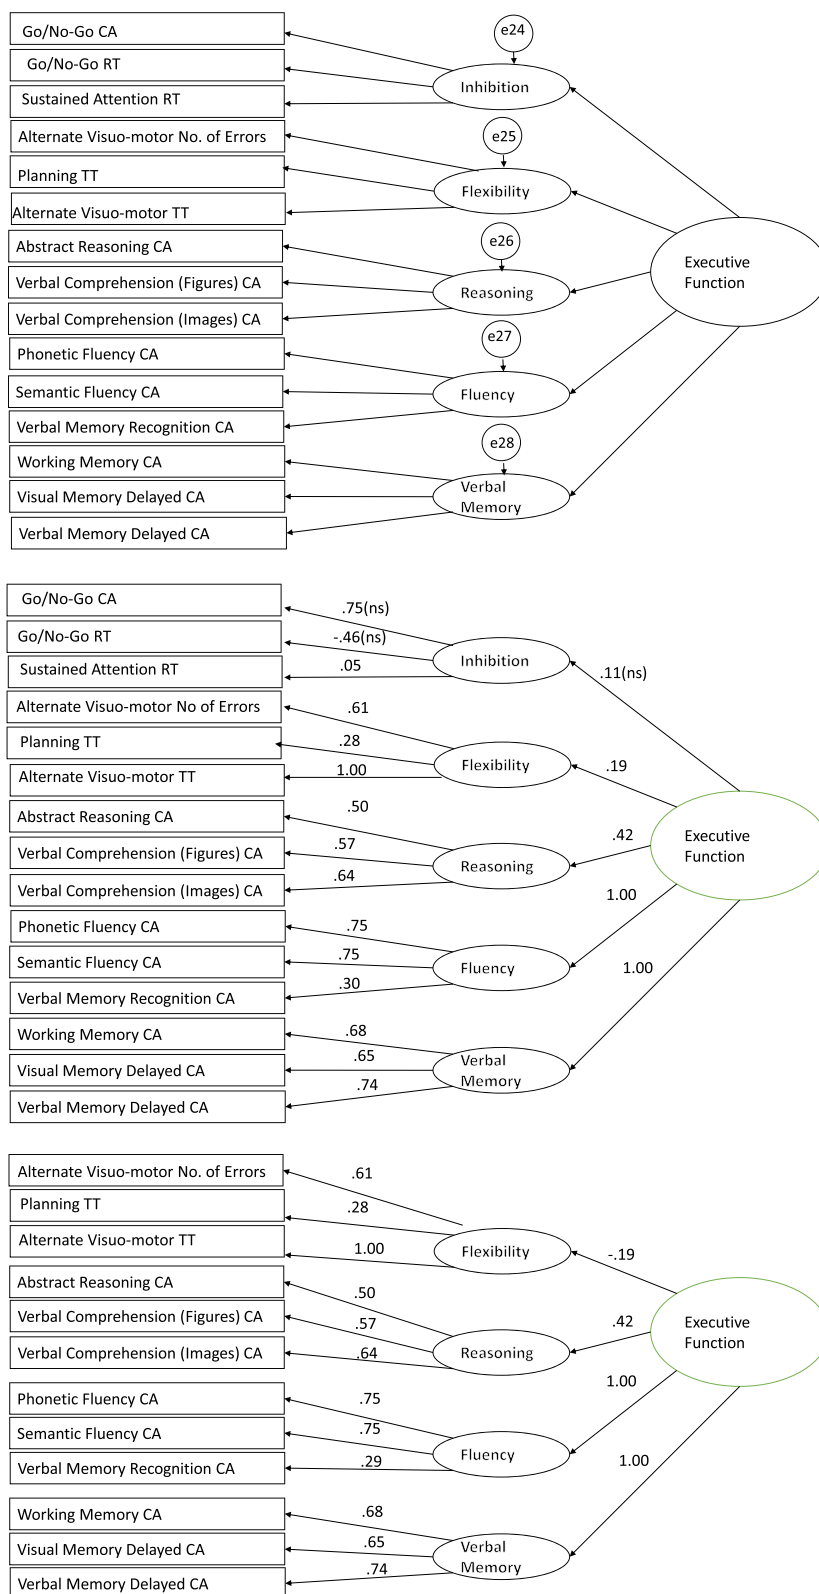 Go/No-Go CA
e24
Go/No-Go RT
Inhibition
Sustained Attention RT
Alternate Visuo-motor No. of Errors
e25
Planning TT
Flexibility
Alternate Visuo-motor TT
Abstract Reasoning CA
e26
Executive
Function
Verbal Comprehension (Figures) CA
Reasoning
Verbal Comprehension (Images) CA
e27
Phonetic Fluency CA
Semantic Fluency CA
Fluency
Verbal Memory Recognition CA
e28
Working Memory CA
Verbal
Memory
Visual Memory Delayed CA
Verbal Memory Delayed CA
Go/No-Go CA
.75(ns)
Go/No-Go RT
-.46(ns)
Inhibition
Sustained Attention RT
.05
.11(ns)
Alternate Visuo-motor No of Errors
.61
Planning TT
.28
Flexibility
.19
Alternate Visuo-motor TT
1.00
Abstract Reasoning CA
.50
.42
Executive
Function
Verbal Comprehension (Figures) CA
.57
Reasoning
Verbal Comprehension (Images) CA
.64
1.00
Phonetic Fluency CA
.75
Semantic Fluency CA
.75
Fluency
1.00
Verbal Memory Recognition CA
.30
Working Memory CA
.68
Visual Memory Delayed CA
.65
Verbal
Memory
Verbal Memory Delayed CA
.74
Alternate Visuo-motor No. of Errors
.61
Planning TT
.28
Alternate Visuo-motor TT
1.00
Flexibility
-.19
Abstract Reasoning CA
.50
Verbal Comprehension (Figures) CA
.57
.42
Executive
Function
Verbal Comprehension (Images) CA
.64
Reasoning
1.00
Phonetic Fluency CA
.75
Semantic Fluency CA
.75
Fluency
Verbal Memory Recognition CA
.29
1.00
Working Memory CA
.68
Visual Memory Delayed CA
.65
Verbal
Memory
Verbal Memory Delayed CA
.74